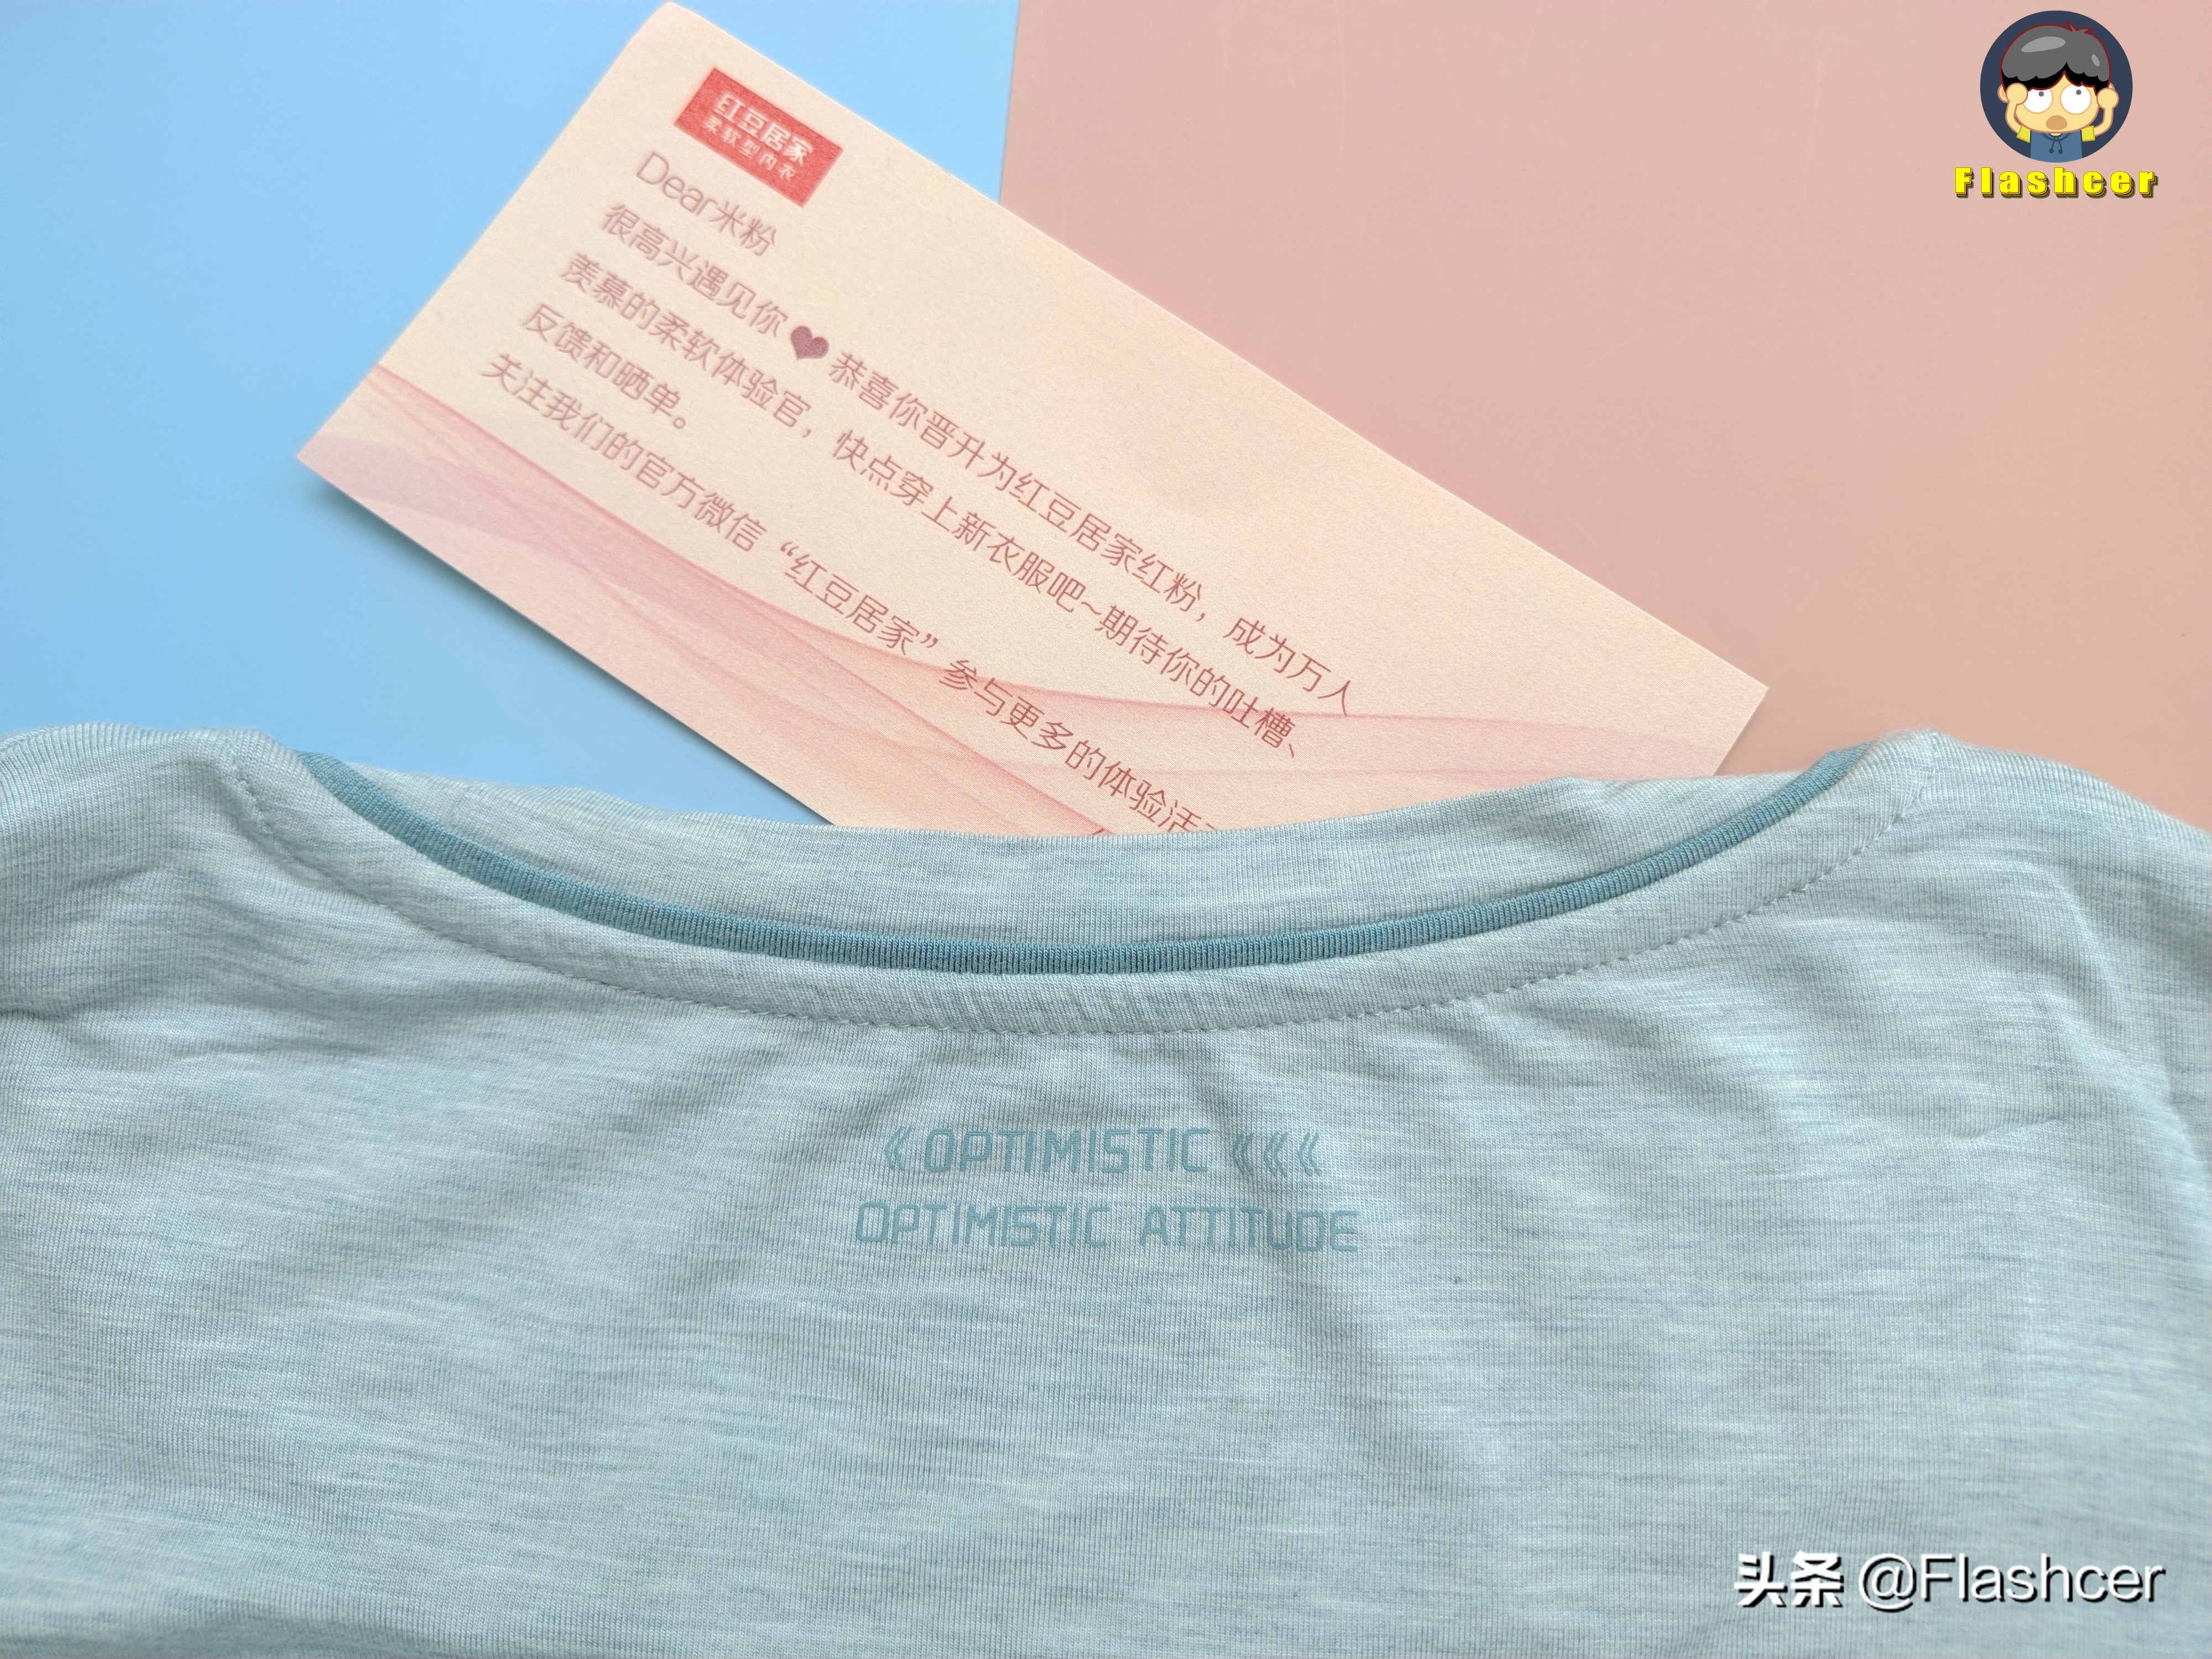 Flashcer
红豆居家
柔软型内衣
Dear米粉
很高兴遇见你♥恭喜你晋升为红豆居家红粉，成为万人
羡慕的柔软体验官，快点穿上新衣服吧~期待你的吐槽、
反馈和晒单。
关注我们的官方微信“红豆居家”参与更多的体验活
《 OPTIMISTIC 《《《
OPTIMISTIC ATTITUDE
头条 @Flashcer